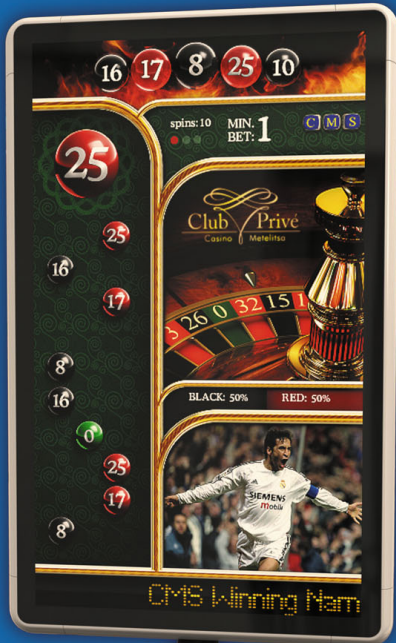 16 17 8 25 10
spins: 10
MIN. BET: 1
CMS
25
Club Privé
Casino Metelitsa
25
16
17
3 26 0 32 15 1
8
BLACK: 50% RED: 50%
16
0
25
17
8
SIEMENS
mobile
CMS Winning Nam